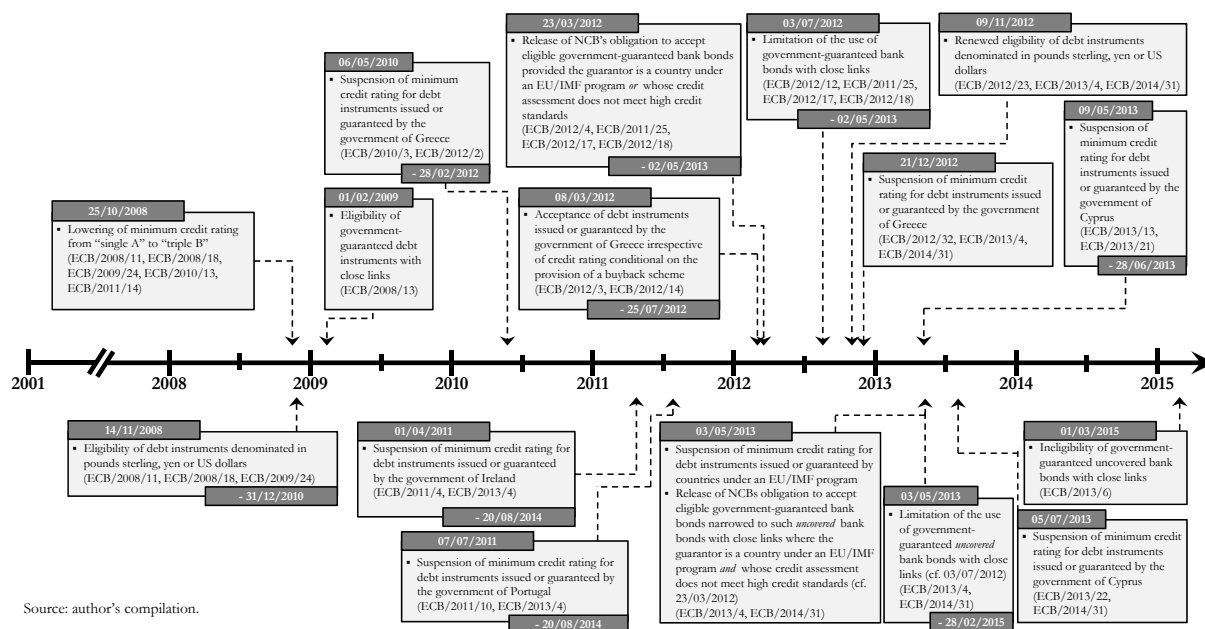 25/10/2008
▪ Lowering of minimum credit rating
from “single A” to “triple B”
(ECB/2008/11, ECB/2008/18,
ECB/2009/24, ECB/2010/13,
ECB/2011/14)
06/05/2010
▪ Suspension of minimum
credit rating for debt
instruments issued or
guaranteed by the
government of Greece
(ECB/2010/3, ECB/2012/2)
- 28/02/2012
01/02/2009
▪ Eligibility of
government-
guaranteed debt
instruments with
close links
(ECB/2008/13)
23/03/2012
▪ Release of NCB’s obligation to accept
eligible government-guaranteed bank bonds
provided the guarantor is a country under
an EU/IMF program or whose credit
assessment does not meet high credit
standards
(ECB/2012/4, ECB/2011/25,
ECB/2012/17, ECB/2012/18)
- 02/05/2013
08/03/2012
▪ Acceptance of debt instruments
issued or guaranteed by the
government of Greece irrespective
of credit rating conditional on the
provision of a buyback scheme
(ECB/2012/3, ECB/2012/14)
- 25/07/2012
03/07/2012
▪ Limitation of the use of
government-guaranteed bank
bonds with close links
(ECB/2012/12, ECB/2011/25,
ECB/2012/17, ECB/2012/18)
- 02/05/2013
09/11/2012
▪ Renewed eligibility of debt instruments
denominated in pounds sterling, yen or US
dollars
(ECB/2012/23, ECB/2013/4, ECB/2014/31)
21/12/2012
▪ Suspension of minimum credit
rating for debt instruments issued
or guaranteed by the government of
Greece
(ECB/2012/32, ECB/2013/4,
ECB/2014/31)
09/05/2013
▪ Suspension of
minimum credit
rating for debt
instruments issued
or guaranteed by the
government of
Cyprus
(ECB/2013/13,
ECB/2013/21)
- 28/06/2013
2001 2008 2009 2010 2011 2012 2013 2014 2015
14/11/2008
▪ Eligibility of debt instruments denominated in
pounds sterling, yen or US dollars
(ECB/2008/11, ECB/2008/18, ECB/2009/24)
- 31/12/2010
01/04/2011
▪ Suspension of minimum credit rating for
debt instruments issued or guaranteed
by the government of Ireland
(ECB/2011/4, ECB/2013/4)
- 20/08/2014
07/07/2011
▪ Suspension of minimum credit rating for
debt instruments issued or guaranteed by
the government of Portugal
(ECB/2011/10, ECB/2013/4)
- 20/08/2014
03/05/2013
▪ Suspension of minimum credit rating for
debt instruments issued or guaranteed by
countries under an EU/IMF program
▪ Release of NCBs obligation to accept
eligible government-guaranteed bank
bonds narrowed to such uncovered bank
bonds with close links where the
guarantor is a country under an EU/IMF
program and whose credit assessment
does not meet high credit standards (cf.
23/03/2012)
(ECB/2013/4, ECB/2014/31)
03/05/2013
▪ Limitation of the use
of government-
guaranteed uncovered
bank bonds with close
links (cf. 03/07/2012)
(ECB/2013/4,
ECB/2014/31)
- 28/02/2015
01/03/2015
▪ Ineligibility of government-
guaranteed uncovered bank
bonds with close links
(ECB/2013/6)
05/07/2013
▪ Suspension of minimum credit
rating for debt instruments
issued or guaranteed by the
government of Cyprus
(ECB/2013/22,
ECB/2014/31)
Source: author’s compilation.